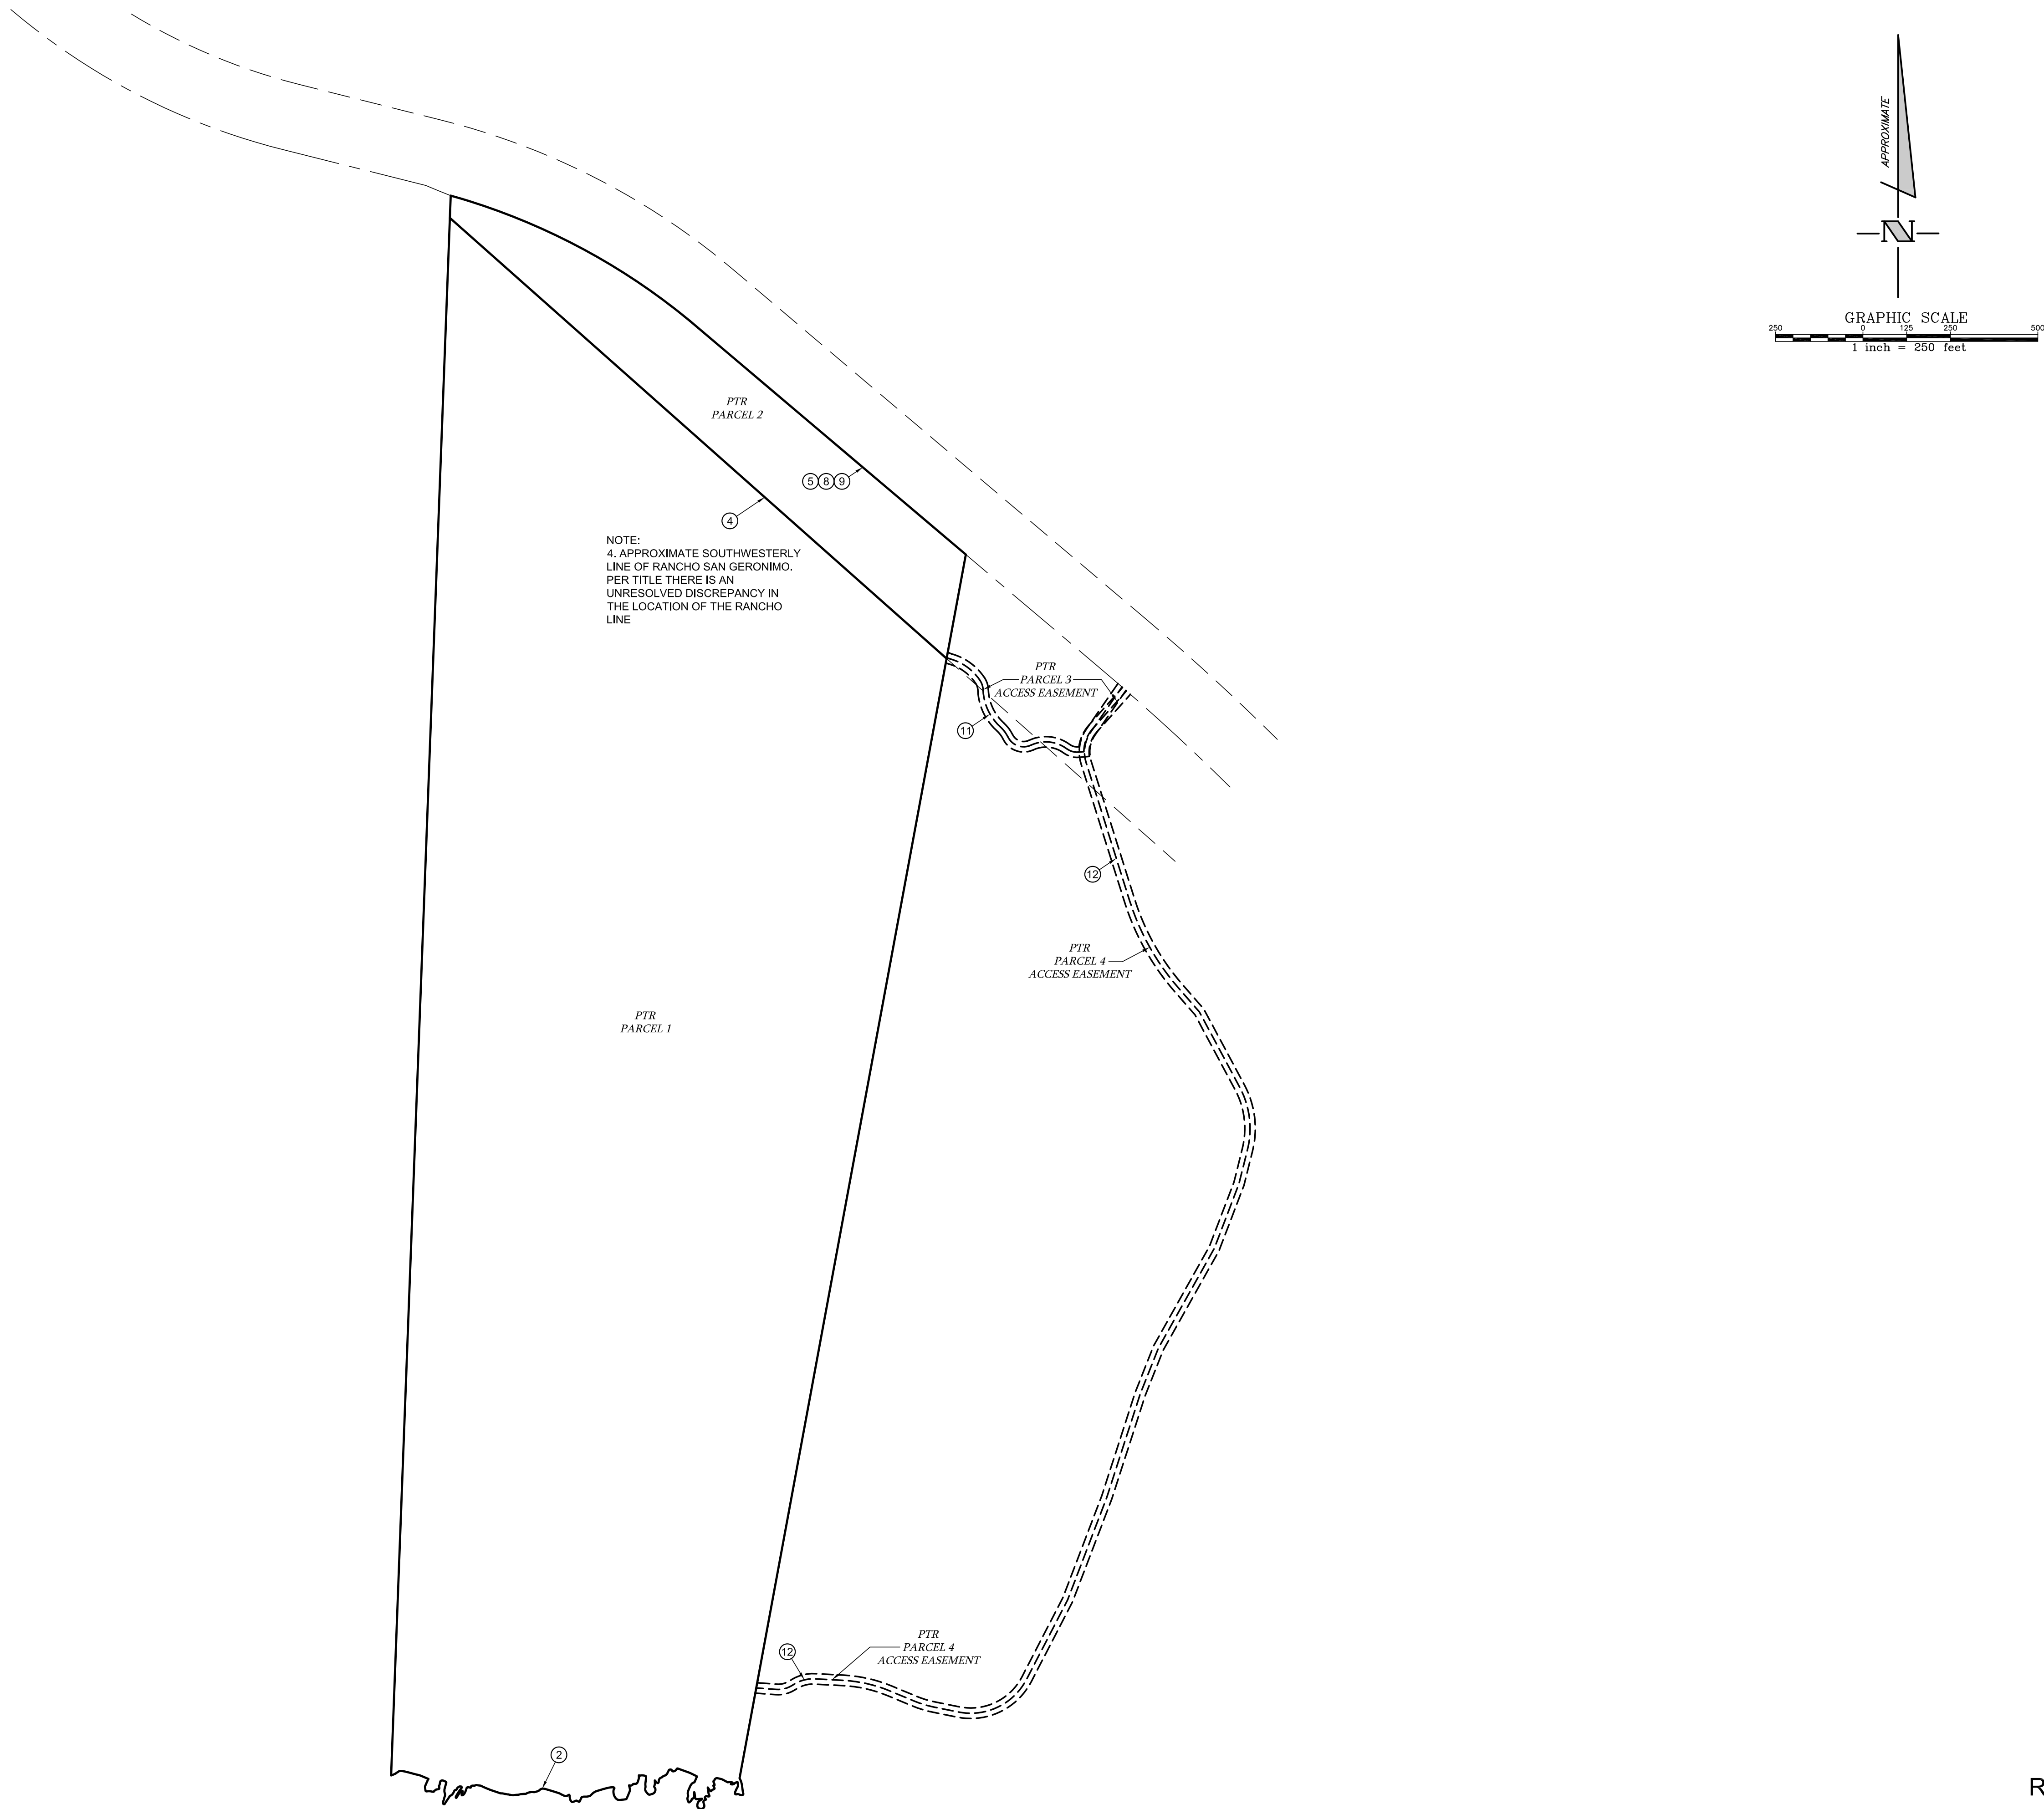 APPROXIMATE
N
GRAPHIC SCALE
250 0 125 250 500
1 inch = 250 feet
PTR
PARCEL 2
5 8 9
4
NOTE:
4. APPROXIMATE SOUTHWESTERLY
LINE OF RANCHO SAN GERONIMO.
PER TITLE THERE IS AN
UNRESOLVED DISCREPANCY IN
THE LOCATION OF THE RANCHO
LINE
PTR
PARCEL 3
ACCESS EASEMENT
11
12
PTR
PARCEL 4
ACCESS EASEMENT
PTR
PARCEL 1
PTR
PARCEL 4
ACCESS EASEMENT
12
2
R